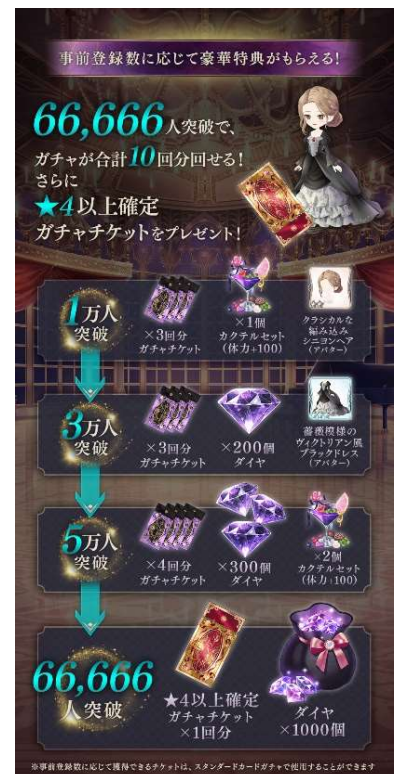 事前登録数に応じて豪華特典がもらえる!
66,666人突破で、
ガチャが合計10回分回せる!
さらに
★4以上確定
ガチャチケットをプレゼント!
1万人
突破
×3回分
ガチャチケット
×1個
カクテルセット
(体力+100)
クラシカルな
編み込み
シニヨンヘア
(アバター)
3万人
突破
×3回分
ガチャチケット
×200個
ダイヤ
薔薇模様の
ヴィクトリアン風
ブラックドレス
(アバター)
5万人
突破
×4回分
ガチャチケット
×300個
ダイヤ
×2個
カクテルセット
(体力+100)
66,666
人突破
★4以上確定
ガチャチケット
×1回分
ダイヤ
×1000個
※事前登録数に応じて獲得できるチケットは、スタンダードカードガチャで使用することができます